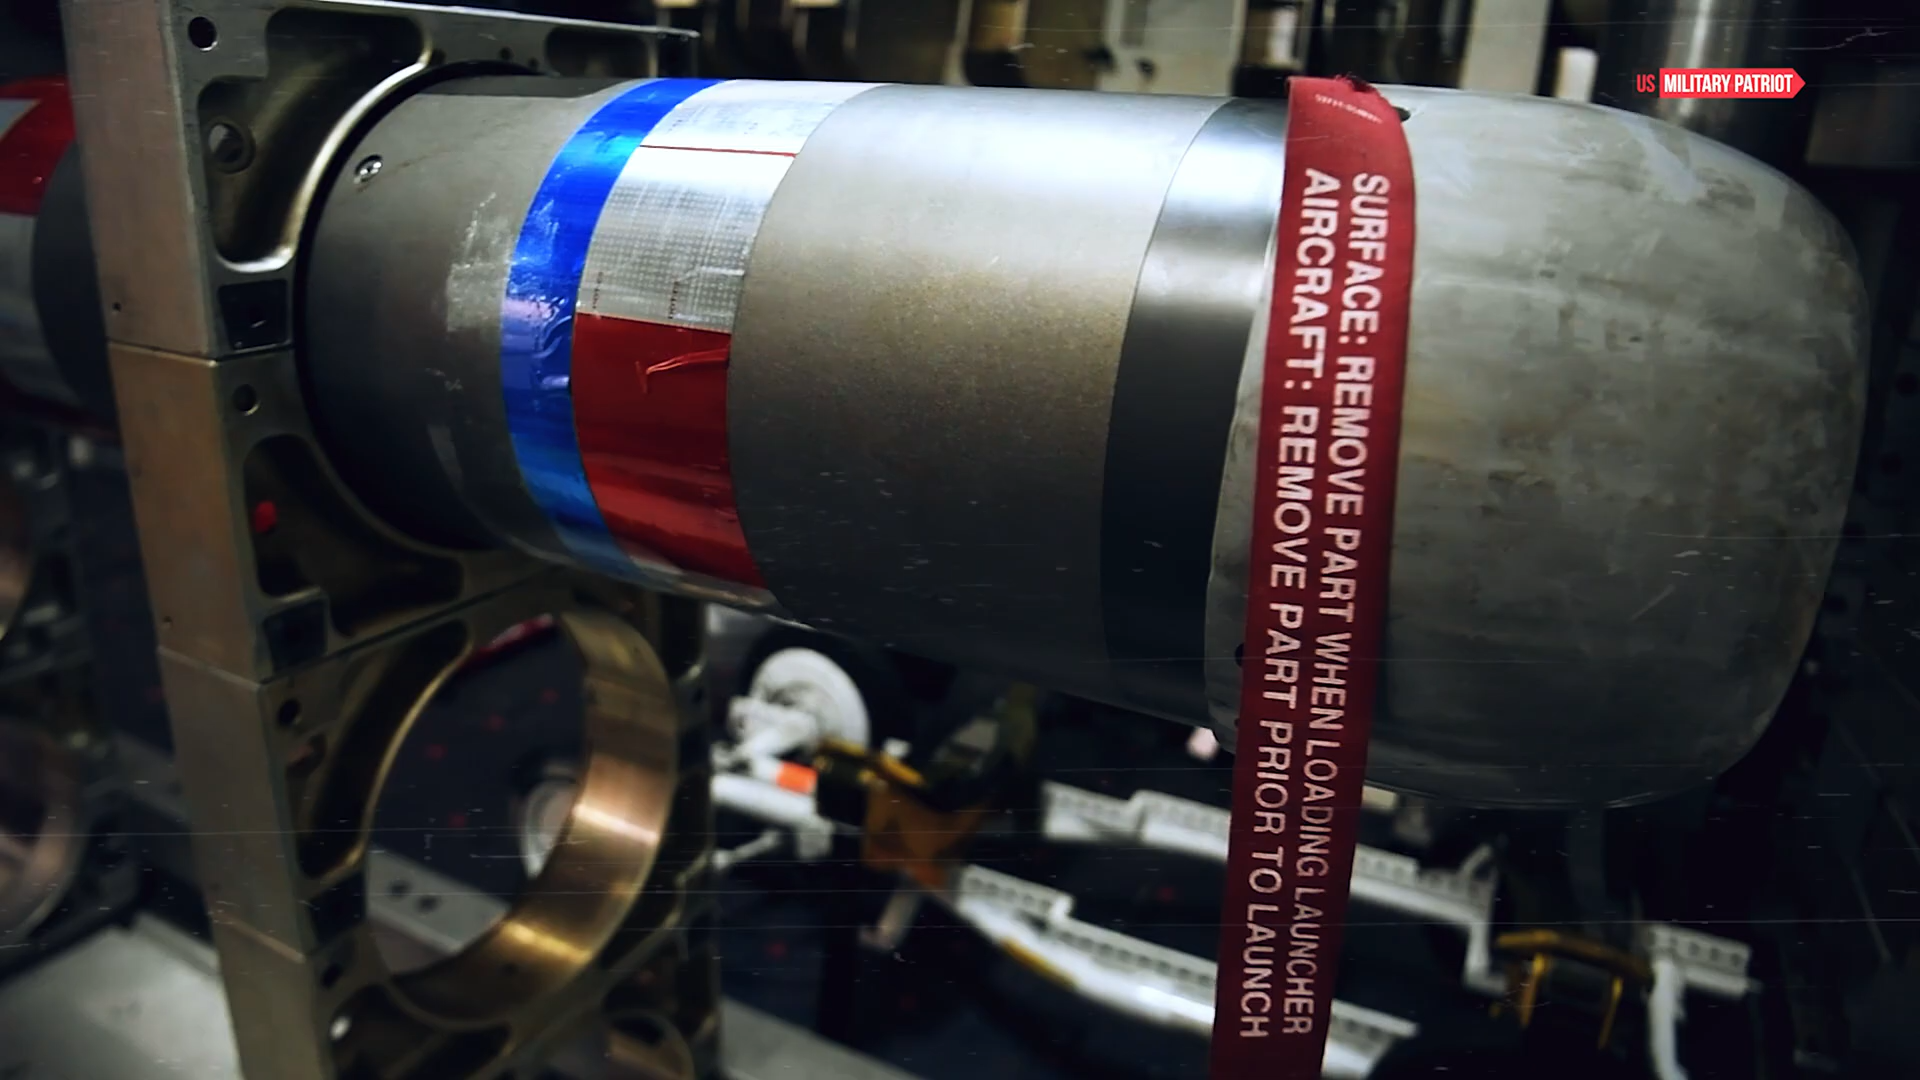 US MILITARY PATRIOT
SURFACE: REMOVE PART WHEN LOADING LAUNCHER
AIRCRAFT: REMOVE PART PRIOR TO LAUNCH